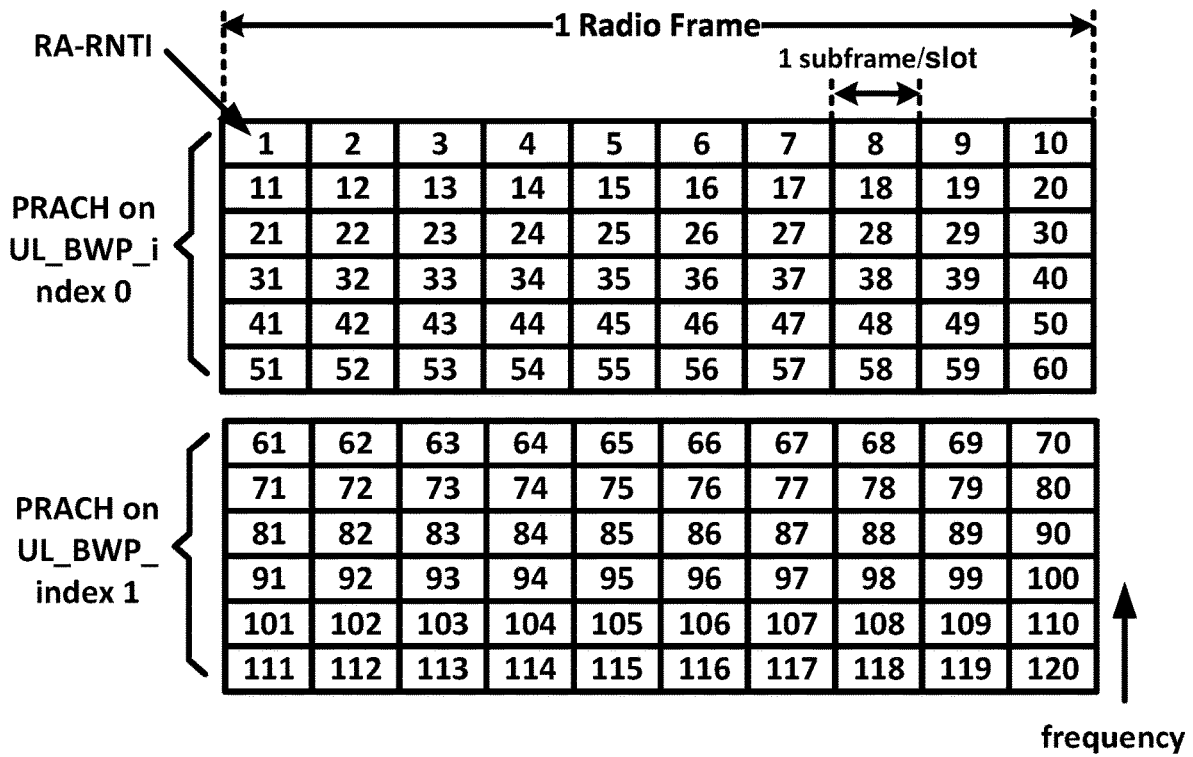 1 Radio Frame
RA-RNTI
1 subframe/slot
1 2 3 4 5 6 7 8 9 10
11 12 13 14 15 16 17 18 19 20
PRACH on
UL_BWP_i
ndex 0
21 22 23 24 25 26 27 28 29 30
31 32 33 34 35 36 37 38 39 40
41 42 43 44 45 46 47 48 49 50
51 52 53 54 55 56 57 58 59 60
61 62 63 64 65 66 67 68 69 70
71 72 73 74 75 76 77 78 79 80
PRACH on
UL_BWP_
index 1
81 82 83 84 85 86 87 88 89 90
91 92 93 94 95 96 97 98 99 100
101 102 103 104 105 106 107 108 109 110
111 112 113 114 115 116 117 118 119 120
frequency